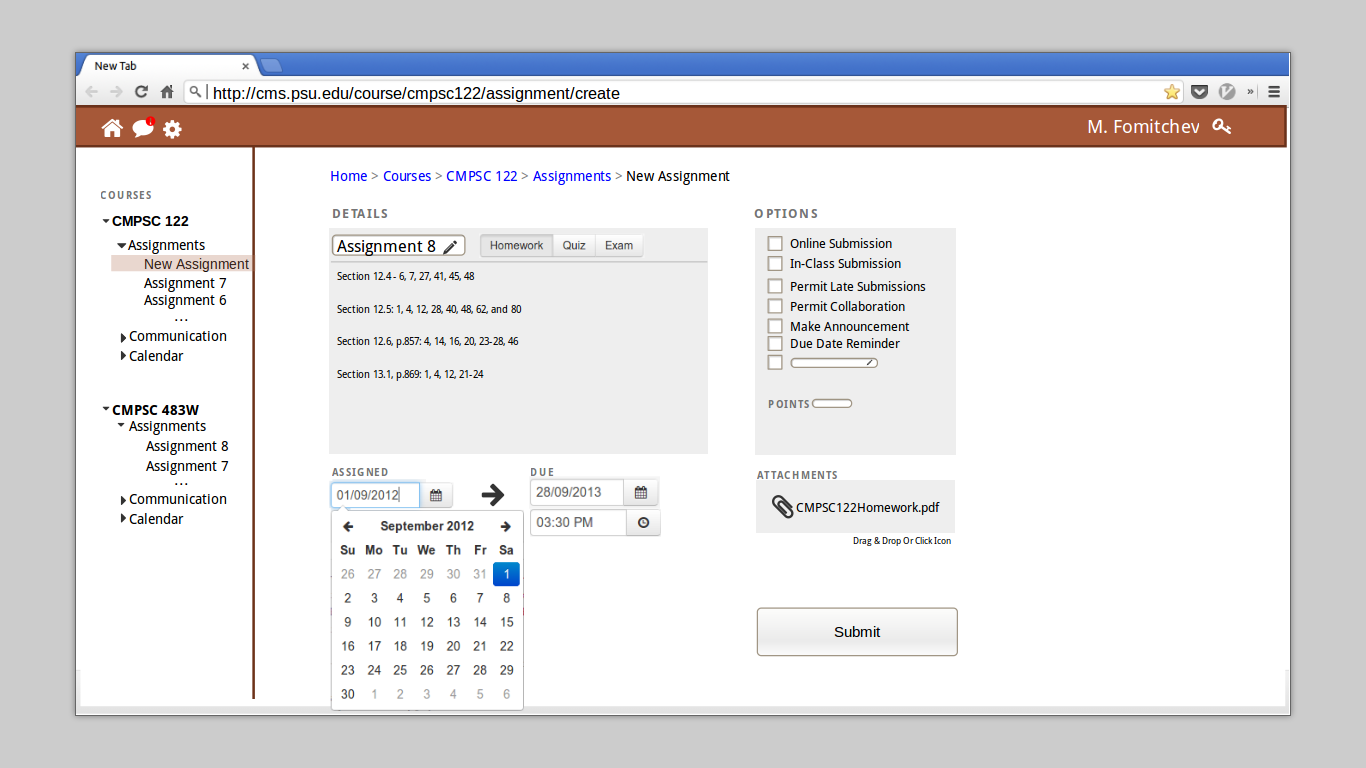 New Tab
http://cms.psu.edu/course/cmpsc122/assignment/create
M. Fomitchev
COURSES
CMPSC 122
Assignments
New Assignment
Assignment 7
Assignment 6
...
Communication
Calendar
CMPSC 483W
Assignments
Assignment 8
Assignment 7
...
Communication
Calendar
Home > Courses > CMPSC 122 > Assignments > New Assignment
DETAILS
Assignment 8 Homework Quiz Exam
Section 12.4 - 6, 7, 27, 41, 45, 48
Section 12.5: 1, 4, 12, 28, 40, 48, 62, and 80
Section 12.6, p.857: 4, 14, 16, 20, 23-28, 46
Section 13.1, p.869: 1, 4, 12, 21-24
ASSIGNED
01/09/2012
September 2012
Su Mo Tu We Th Fr Sa
26 27 28 29 30 31 1
2 3 4 5 6 7 8
9 10 11 12 13 14 15
16 17 18 19 20 21 22
23 24 25 26 27 28 29
30 1 2 3 4 5 6
DUE
28/09/2013
03:30 PM
OPTIONS
Online Submission
In-Class Submission
Permit Late Submissions
Permit Collaboration
Make Announcement
Due Date Reminder
POINTS
ATTACHMENTS
CMPSC122Homework.pdf
Drag & Drop Or Click Icon
Submit